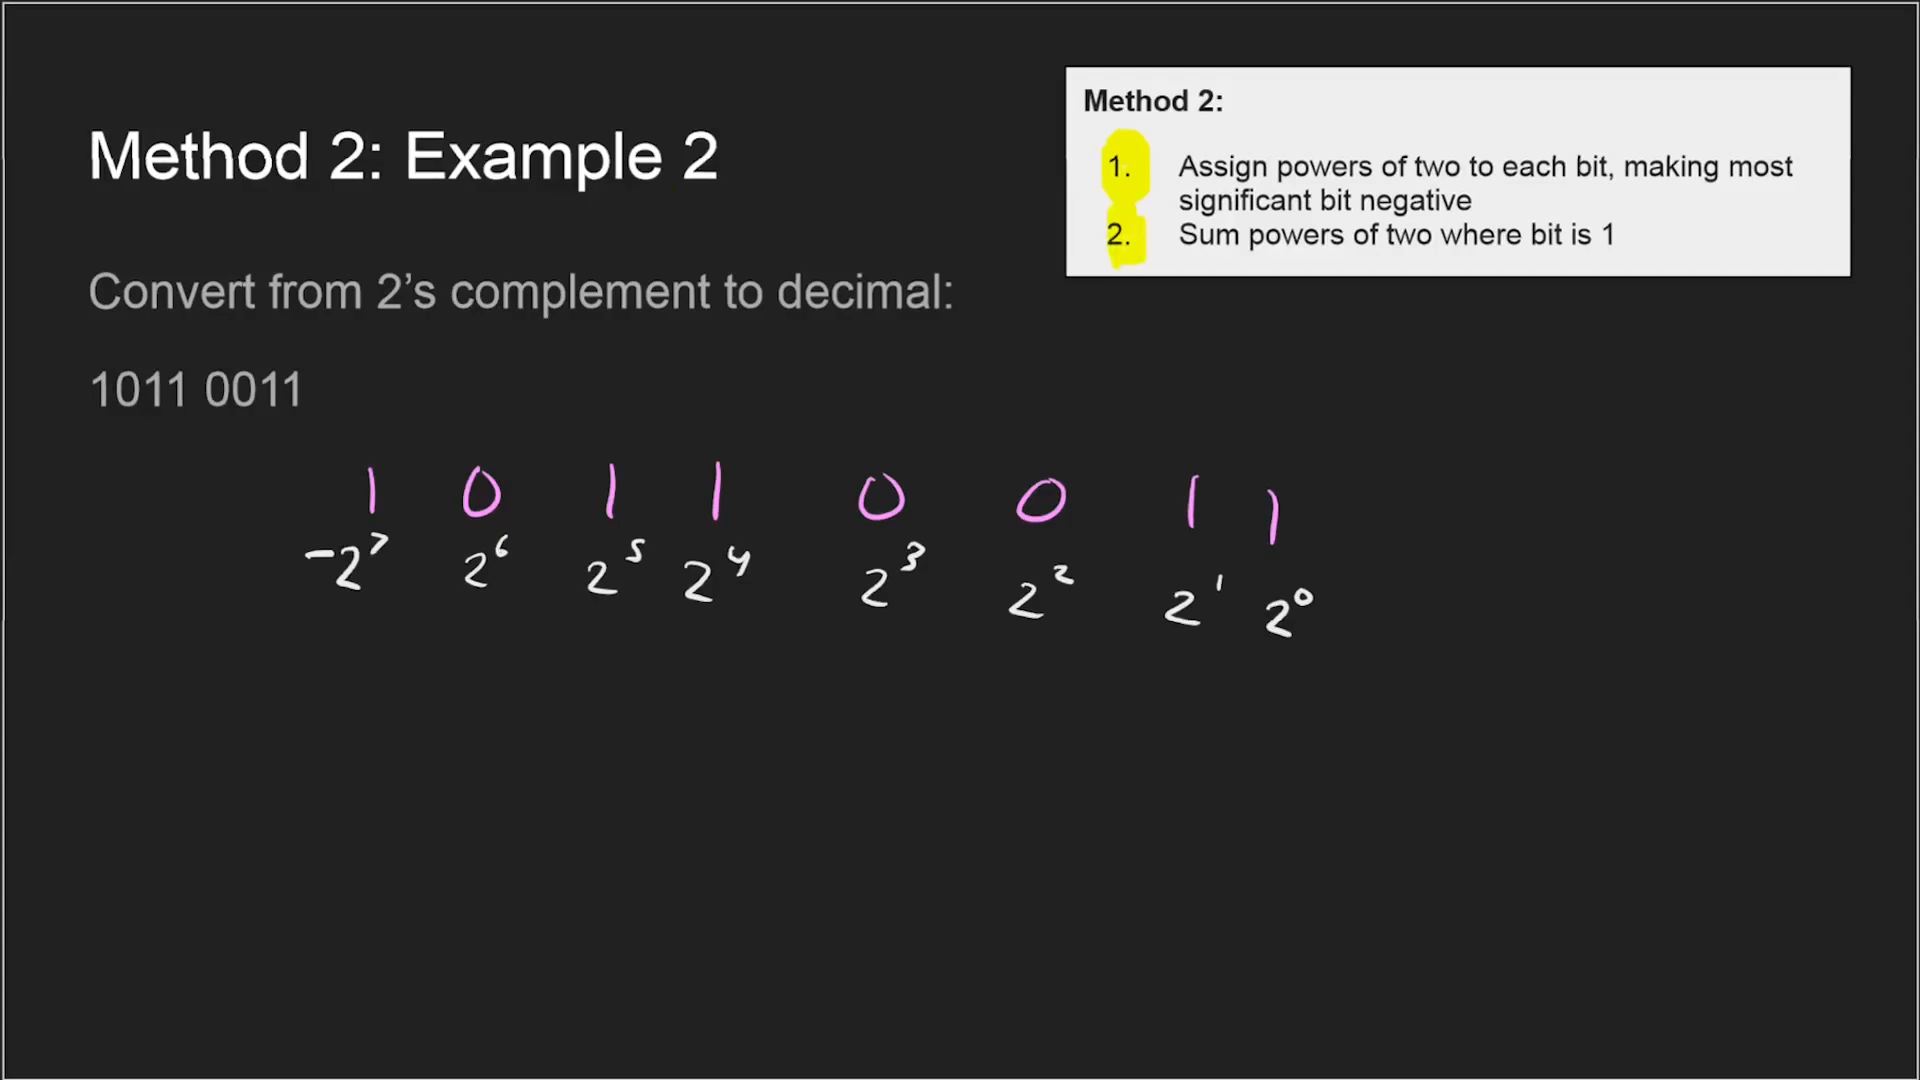 Method 2:
1. Assign powers of two to each bit, making most
significant bit negative
2. Sum powers of two where bit is 1
Method 2: Example 2
Convert from 2’s complement to decimal:
1011 0011
1 0 1 1 0 0 1 1
-2⁷ 2⁶ 2⁵ 2⁴ 2³ 2² 2¹ 2⁰